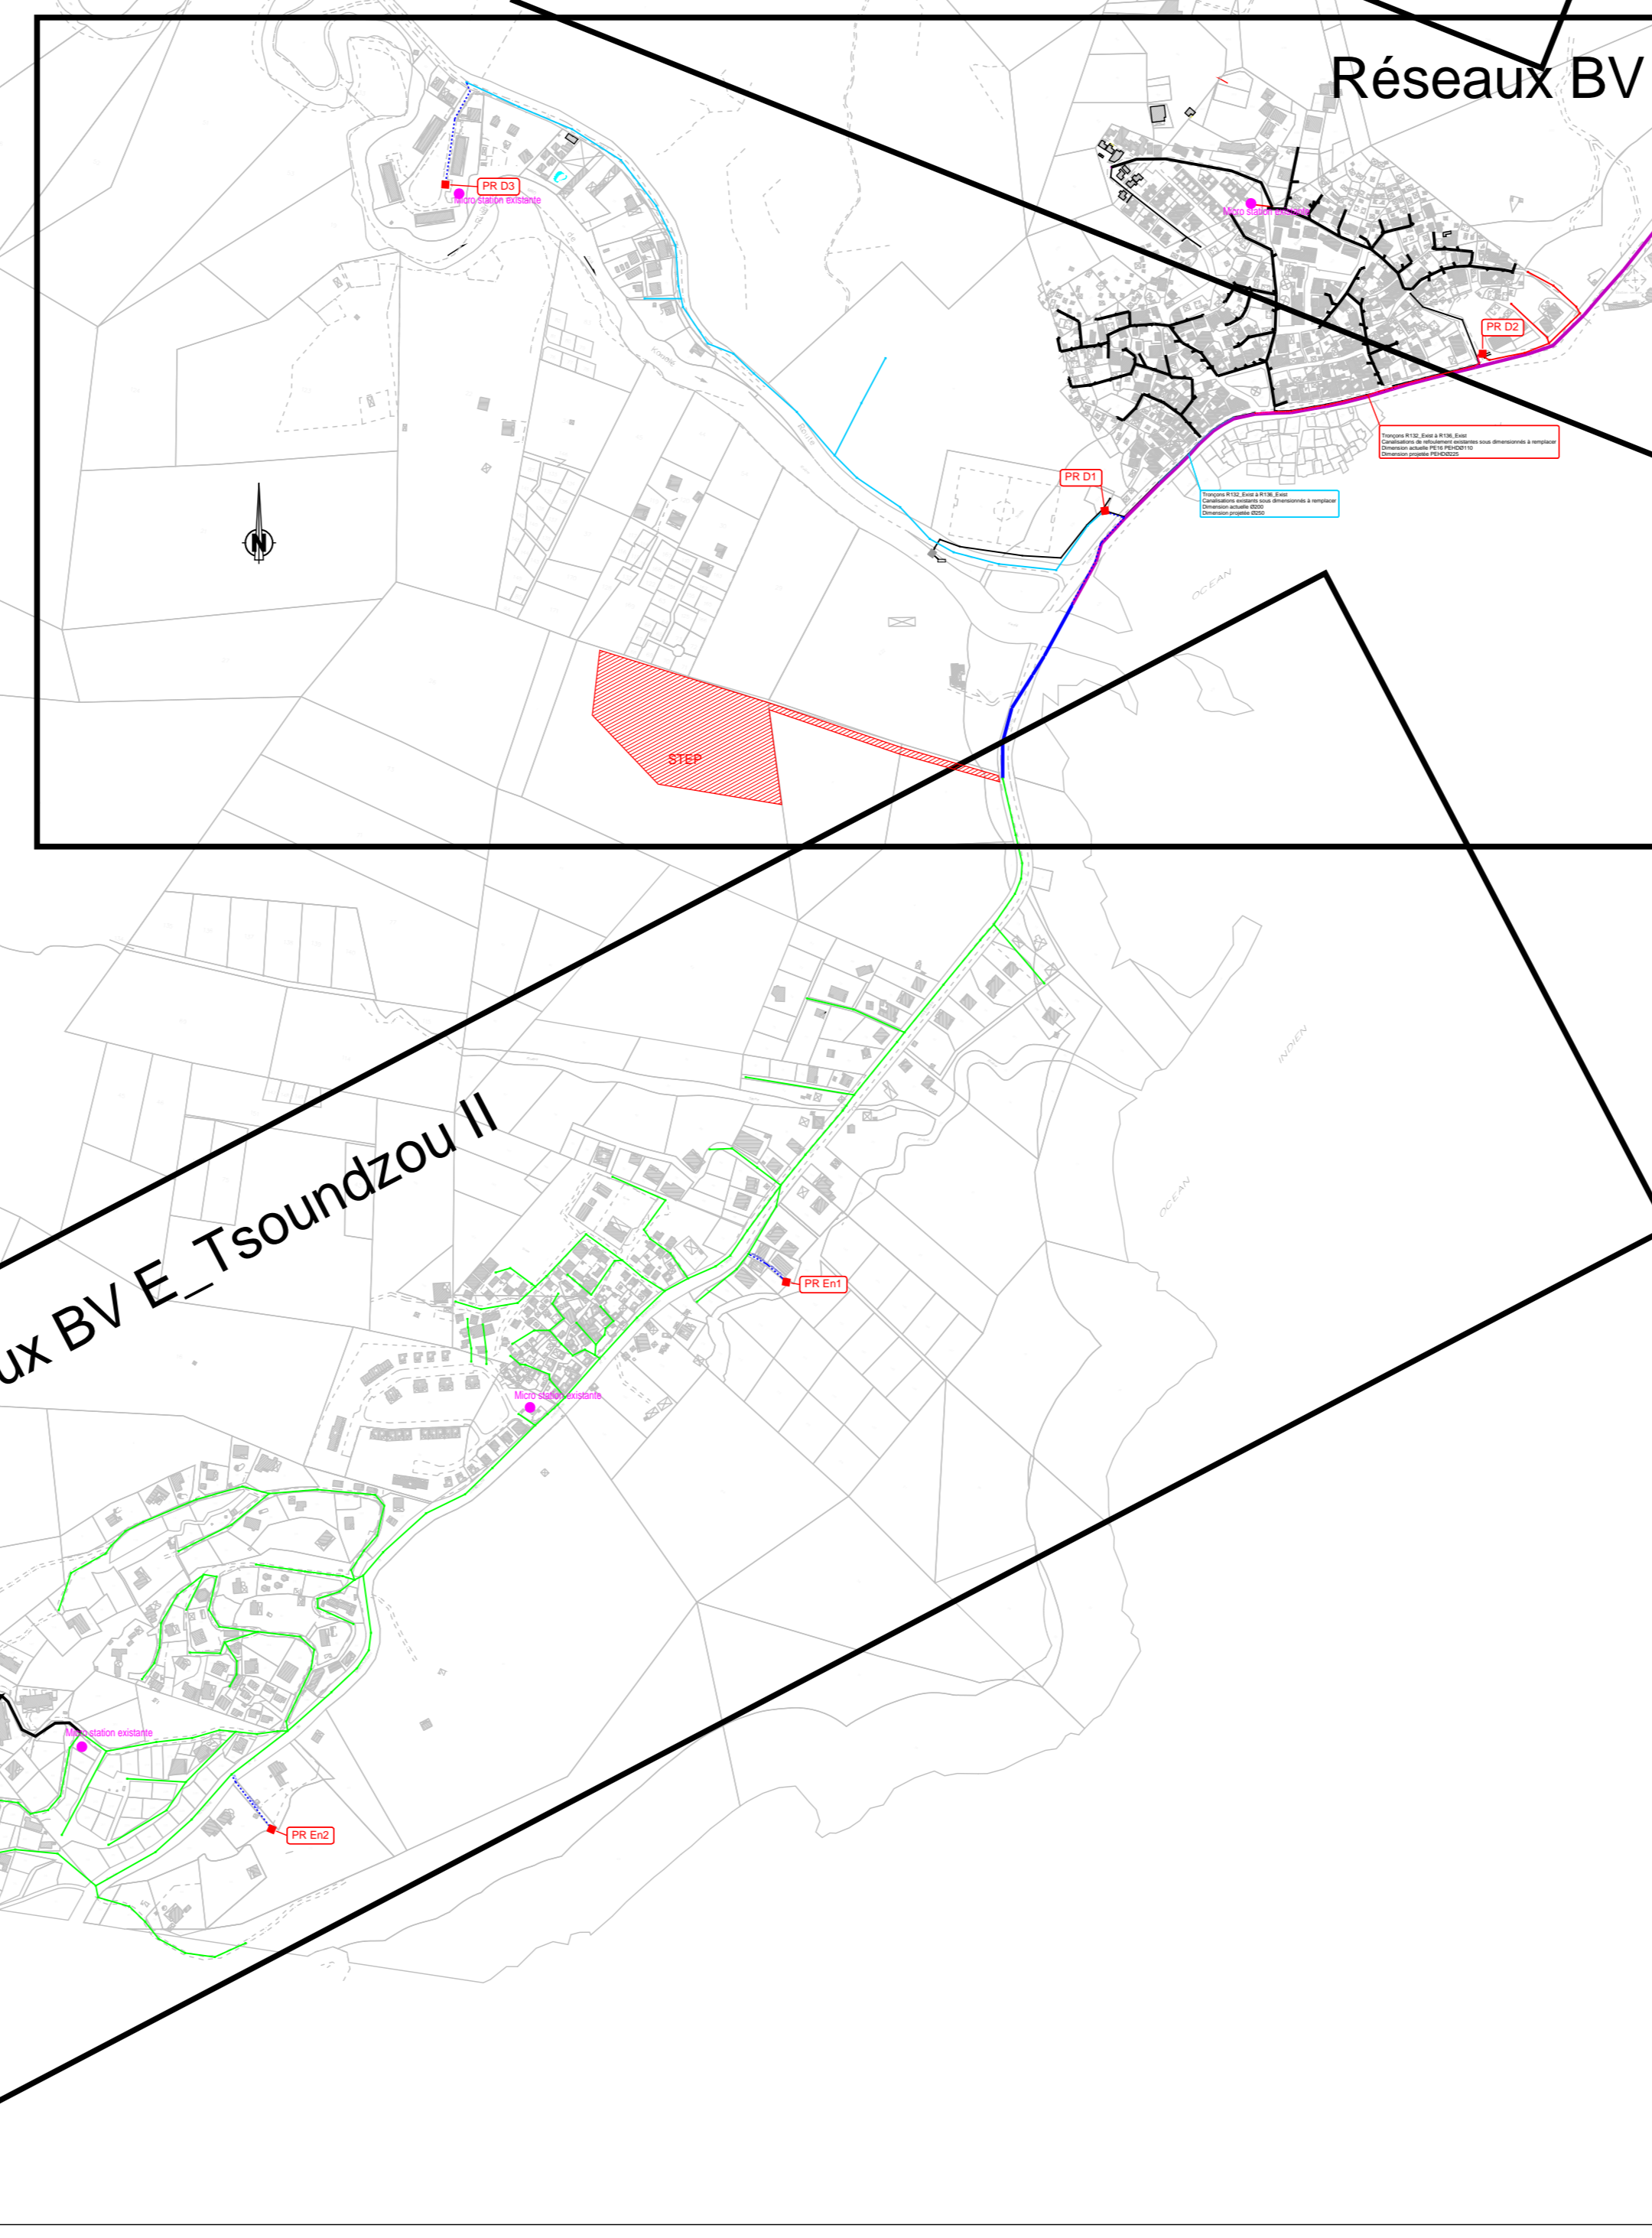 Réseaux BV
PR D3
Micro station existante
Micro station existante
PR D2
Tronçons R132_Exist à R136_Exist
Canalisations de refoulement existantes sous dimensionnés à remplacer
Dimension actuelle PE16 PEHDØ110
Dimension projetée PEHDØ225
PR D1
Tronçons R132_Exist à R136_Exist
Canalisations existants sous dimensionnés à remplacer
Dimension actuelle Ø200
Dimension projetée Ø250
Route
N
OCEAN
STEP
INDIEN
OCEAN
ux BV E_Tsoundzou II
PR En1
Micro station existante
Micro station existante
PR En2